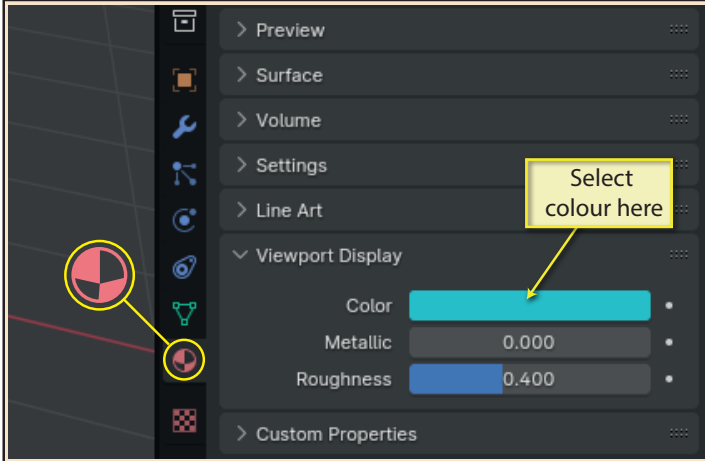 Preview
Surface
Volume
Settings
Select
colour here
Line Art
Viewport Display
Color
Metallic 0.000
Roughness 0.400
Custom Properties